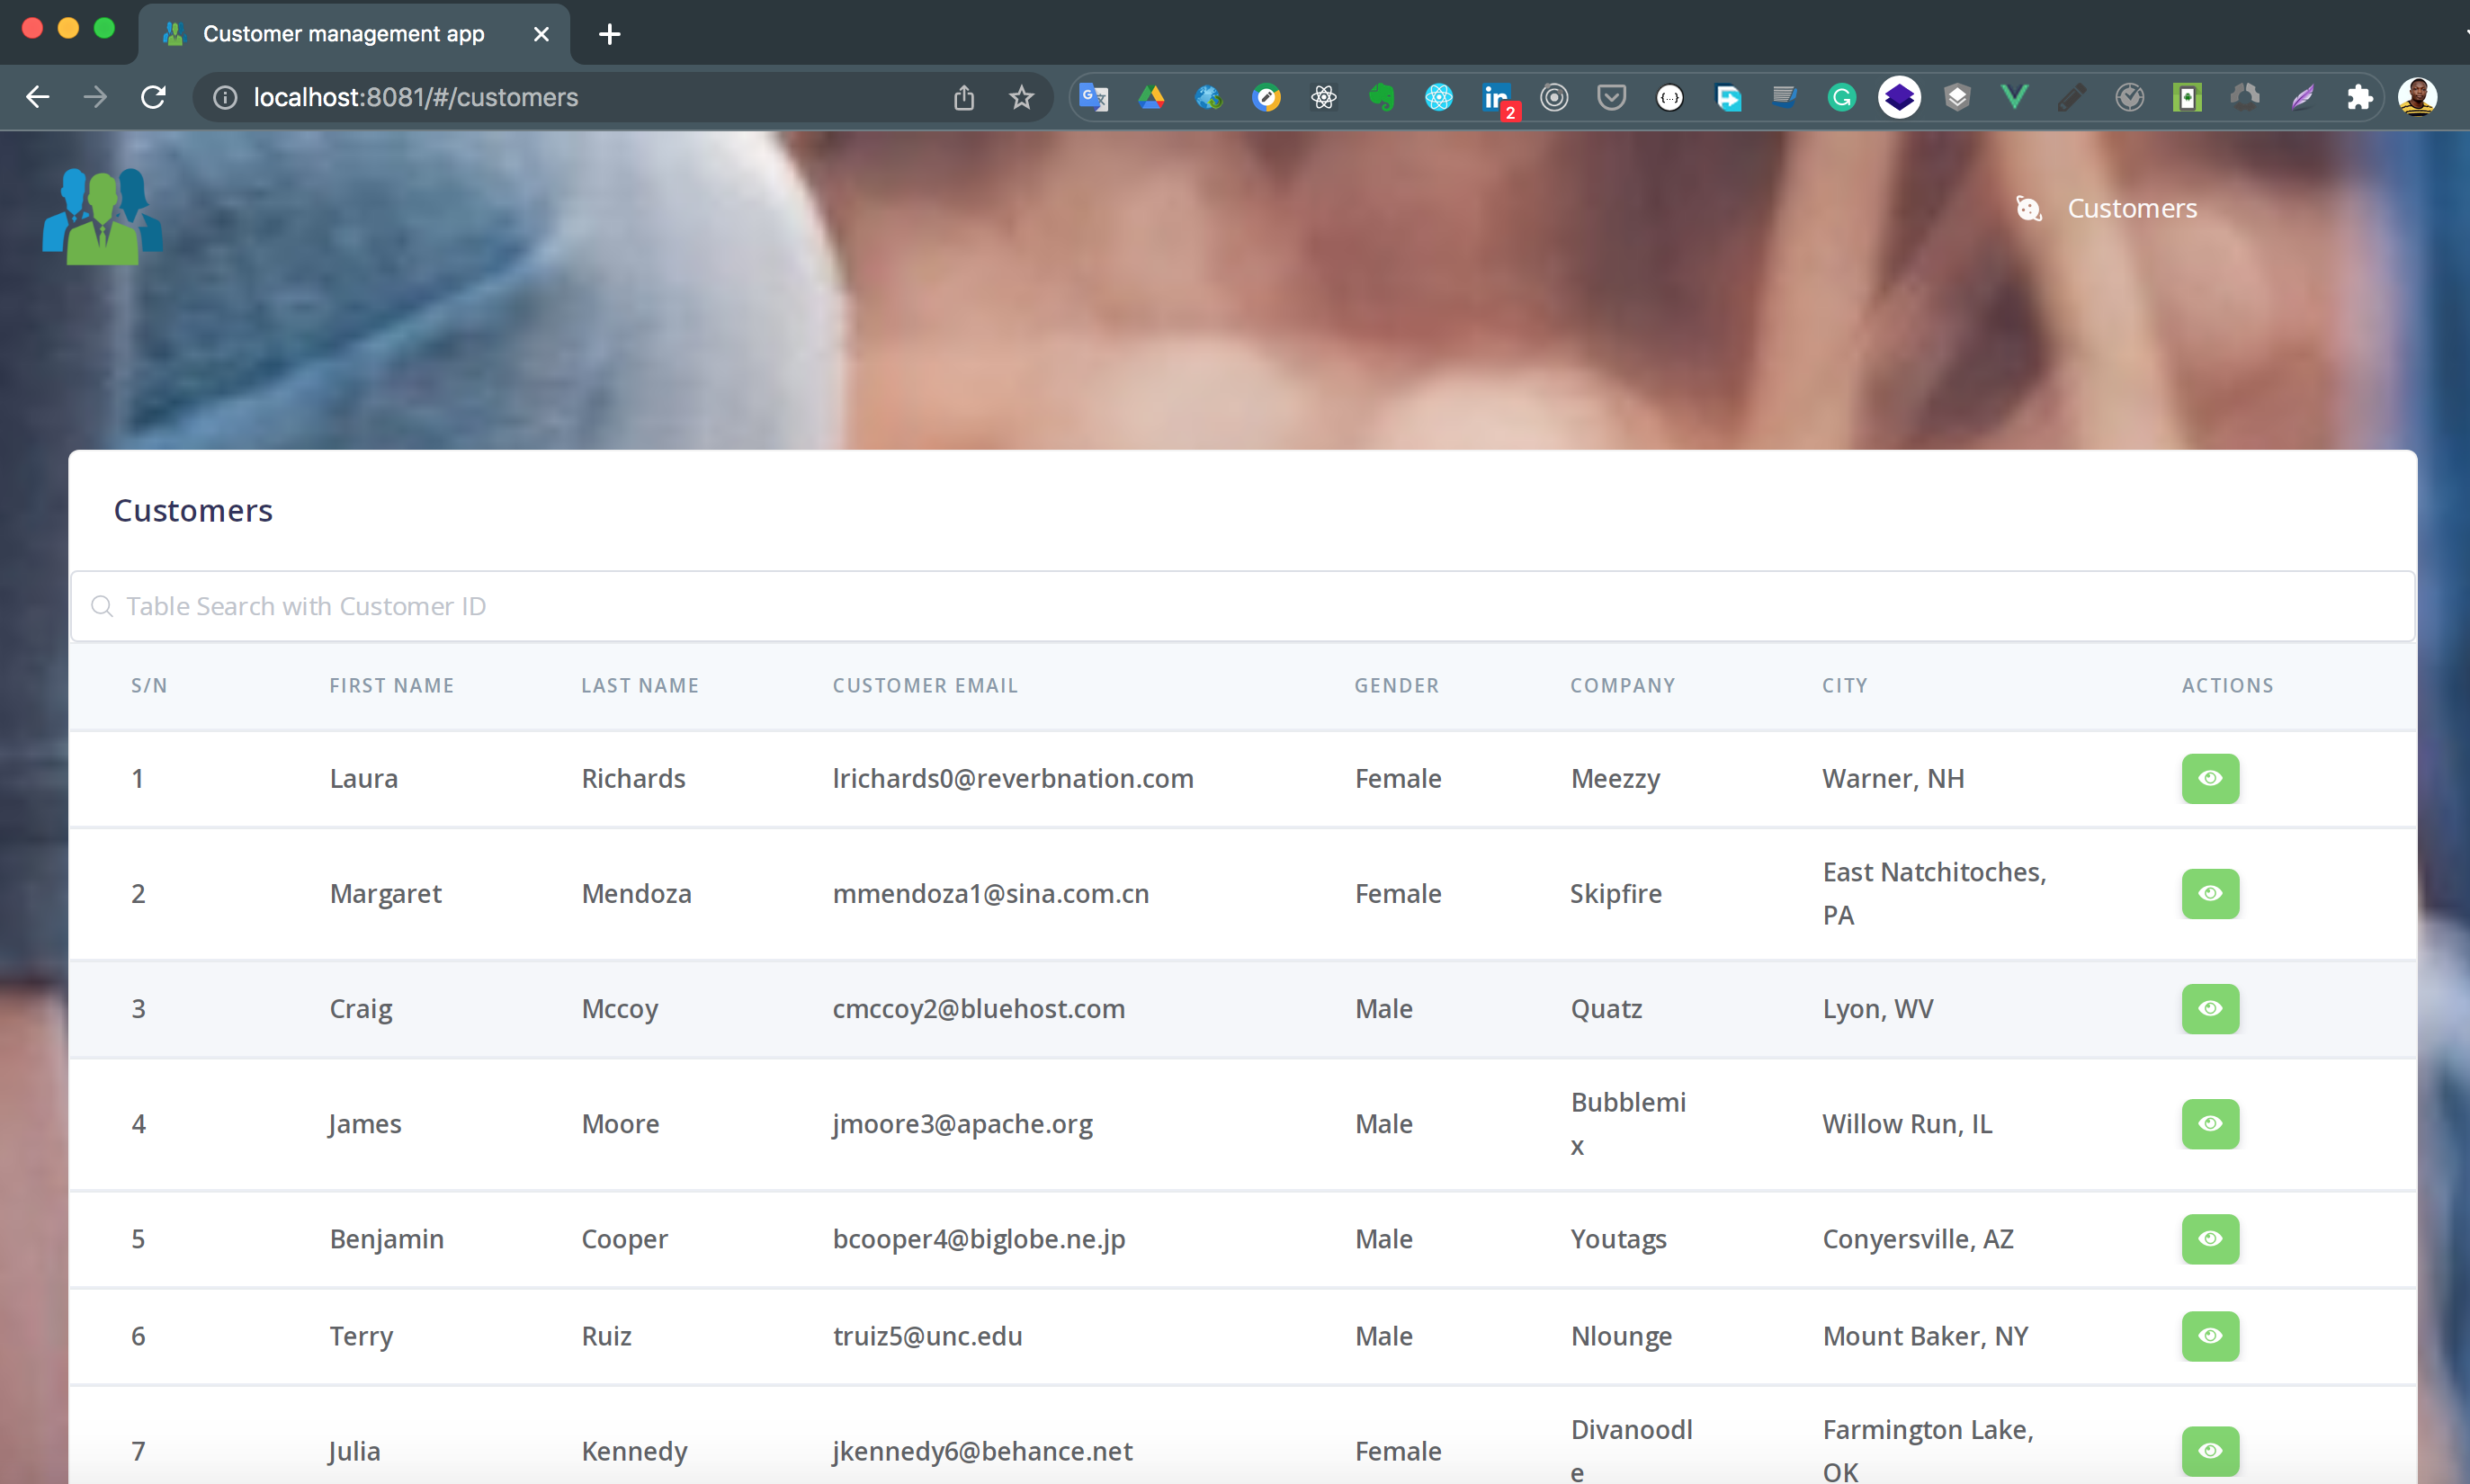 Customer management app
localhost:8081/#/customers
2
Customers
Customers
Table Search with Customer ID
S/N FIRST NAME LAST NAME CUSTOMER EMAIL GENDER COMPANY CITY ACTIONS
1 Laura Richards lrichards0@reverbnation.com Female Meezzy Warner, NH
2 Margaret Mendoza mmendoza1@sina.com.cn Female Skipfire East Natchitoches,
PA
3 Craig Mccoy cmccoy2@bluehost.com Male Quatz Lyon, WV
4 James Moore jmoore3@apache.org Male Bubblemi Willow Run, IL
x
5 Benjamin Cooper bcooper4@biglobe.ne.jp Male Youtags Conyersville, AZ
6 Terry Ruiz truiz5@unc.edu Male Nlounge Mount Baker, NY
7 Julia Kennedy jkennedy6@behance.net Female Divanoodl Farmington Lake,
e OK